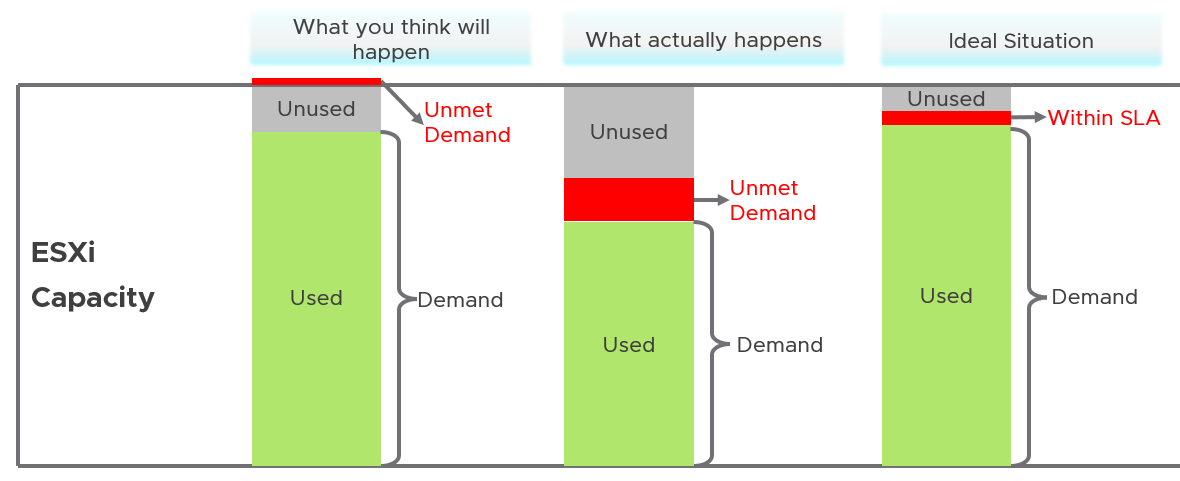 What you think will
happen
What actually happens
Ideal Situation
ESXi
Capacity
Unused
Unmet
Demand
Used
Demand
Unused
Unmet
Demand
Used
Demand
Unused
Within SLA
Used
Demand